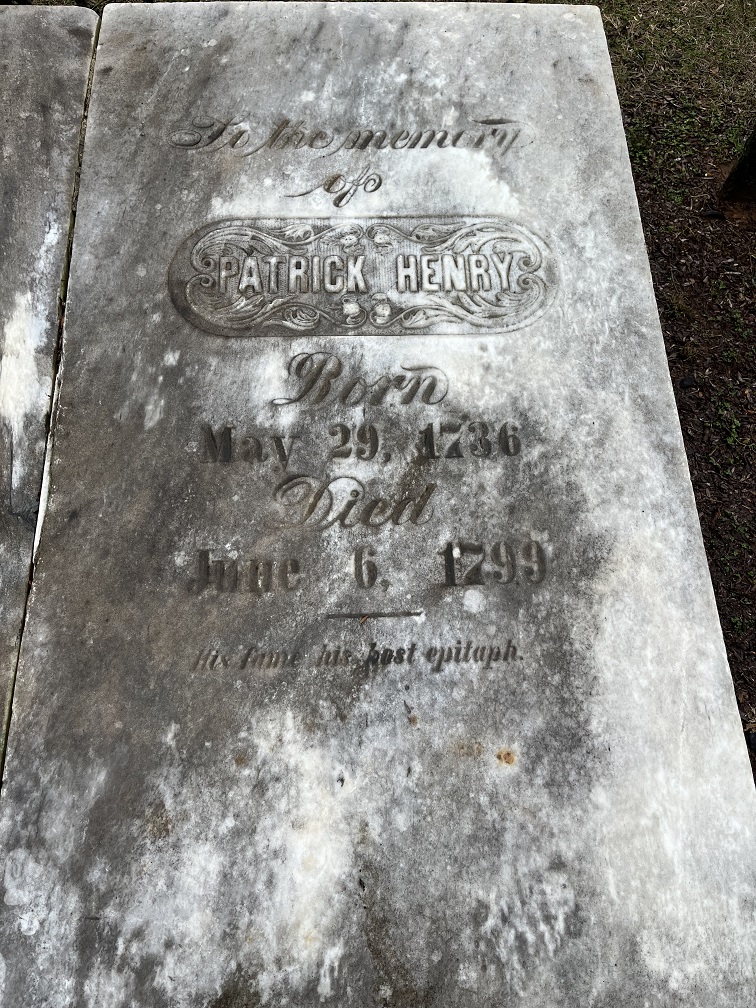 To the memory
of
PATRICK HENRY
Born
May 29, 1736
Died
June 6, 1799
His fame his best epitaph.